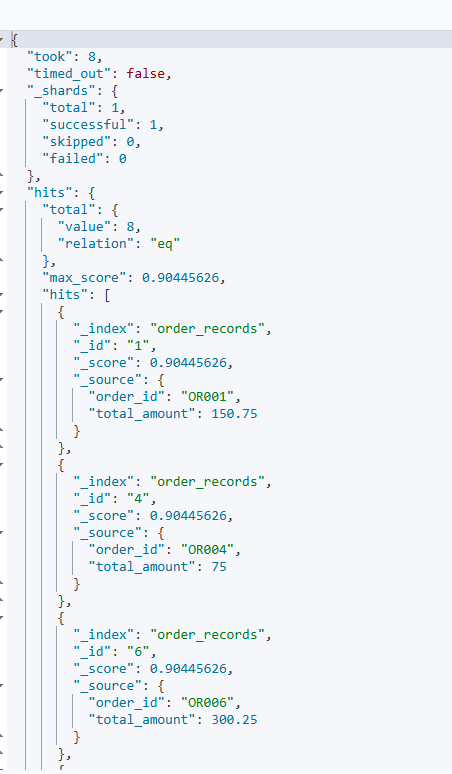 {
"took": 8,
"timed_out": false,
"_shards": {
"total": 1,
"successful": 1,
"skipped": 0,
"failed": 0
},
"hits": {
"total": {
"value": 8,
"relation": "eq"
},
"max_score": 0.90445626,
"hits": [
{
"_index": "order_records",
"_id": "1",
"_score": 0.90445626,
"_source": {
"order_id": "OR001",
"total_amount": 150.75
}
},
{
"_index": "order_records",
"_id": "4",
"_score": 0.90445626,
"_source": {
"order_id": "OR004",
"total_amount": 75
}
},
{
"_index": "order_records",
"_id": "6",
"_score": 0.90445626,
"_source": {
"order_id": "OR006",
"total_amount": 300.25
}
},
{